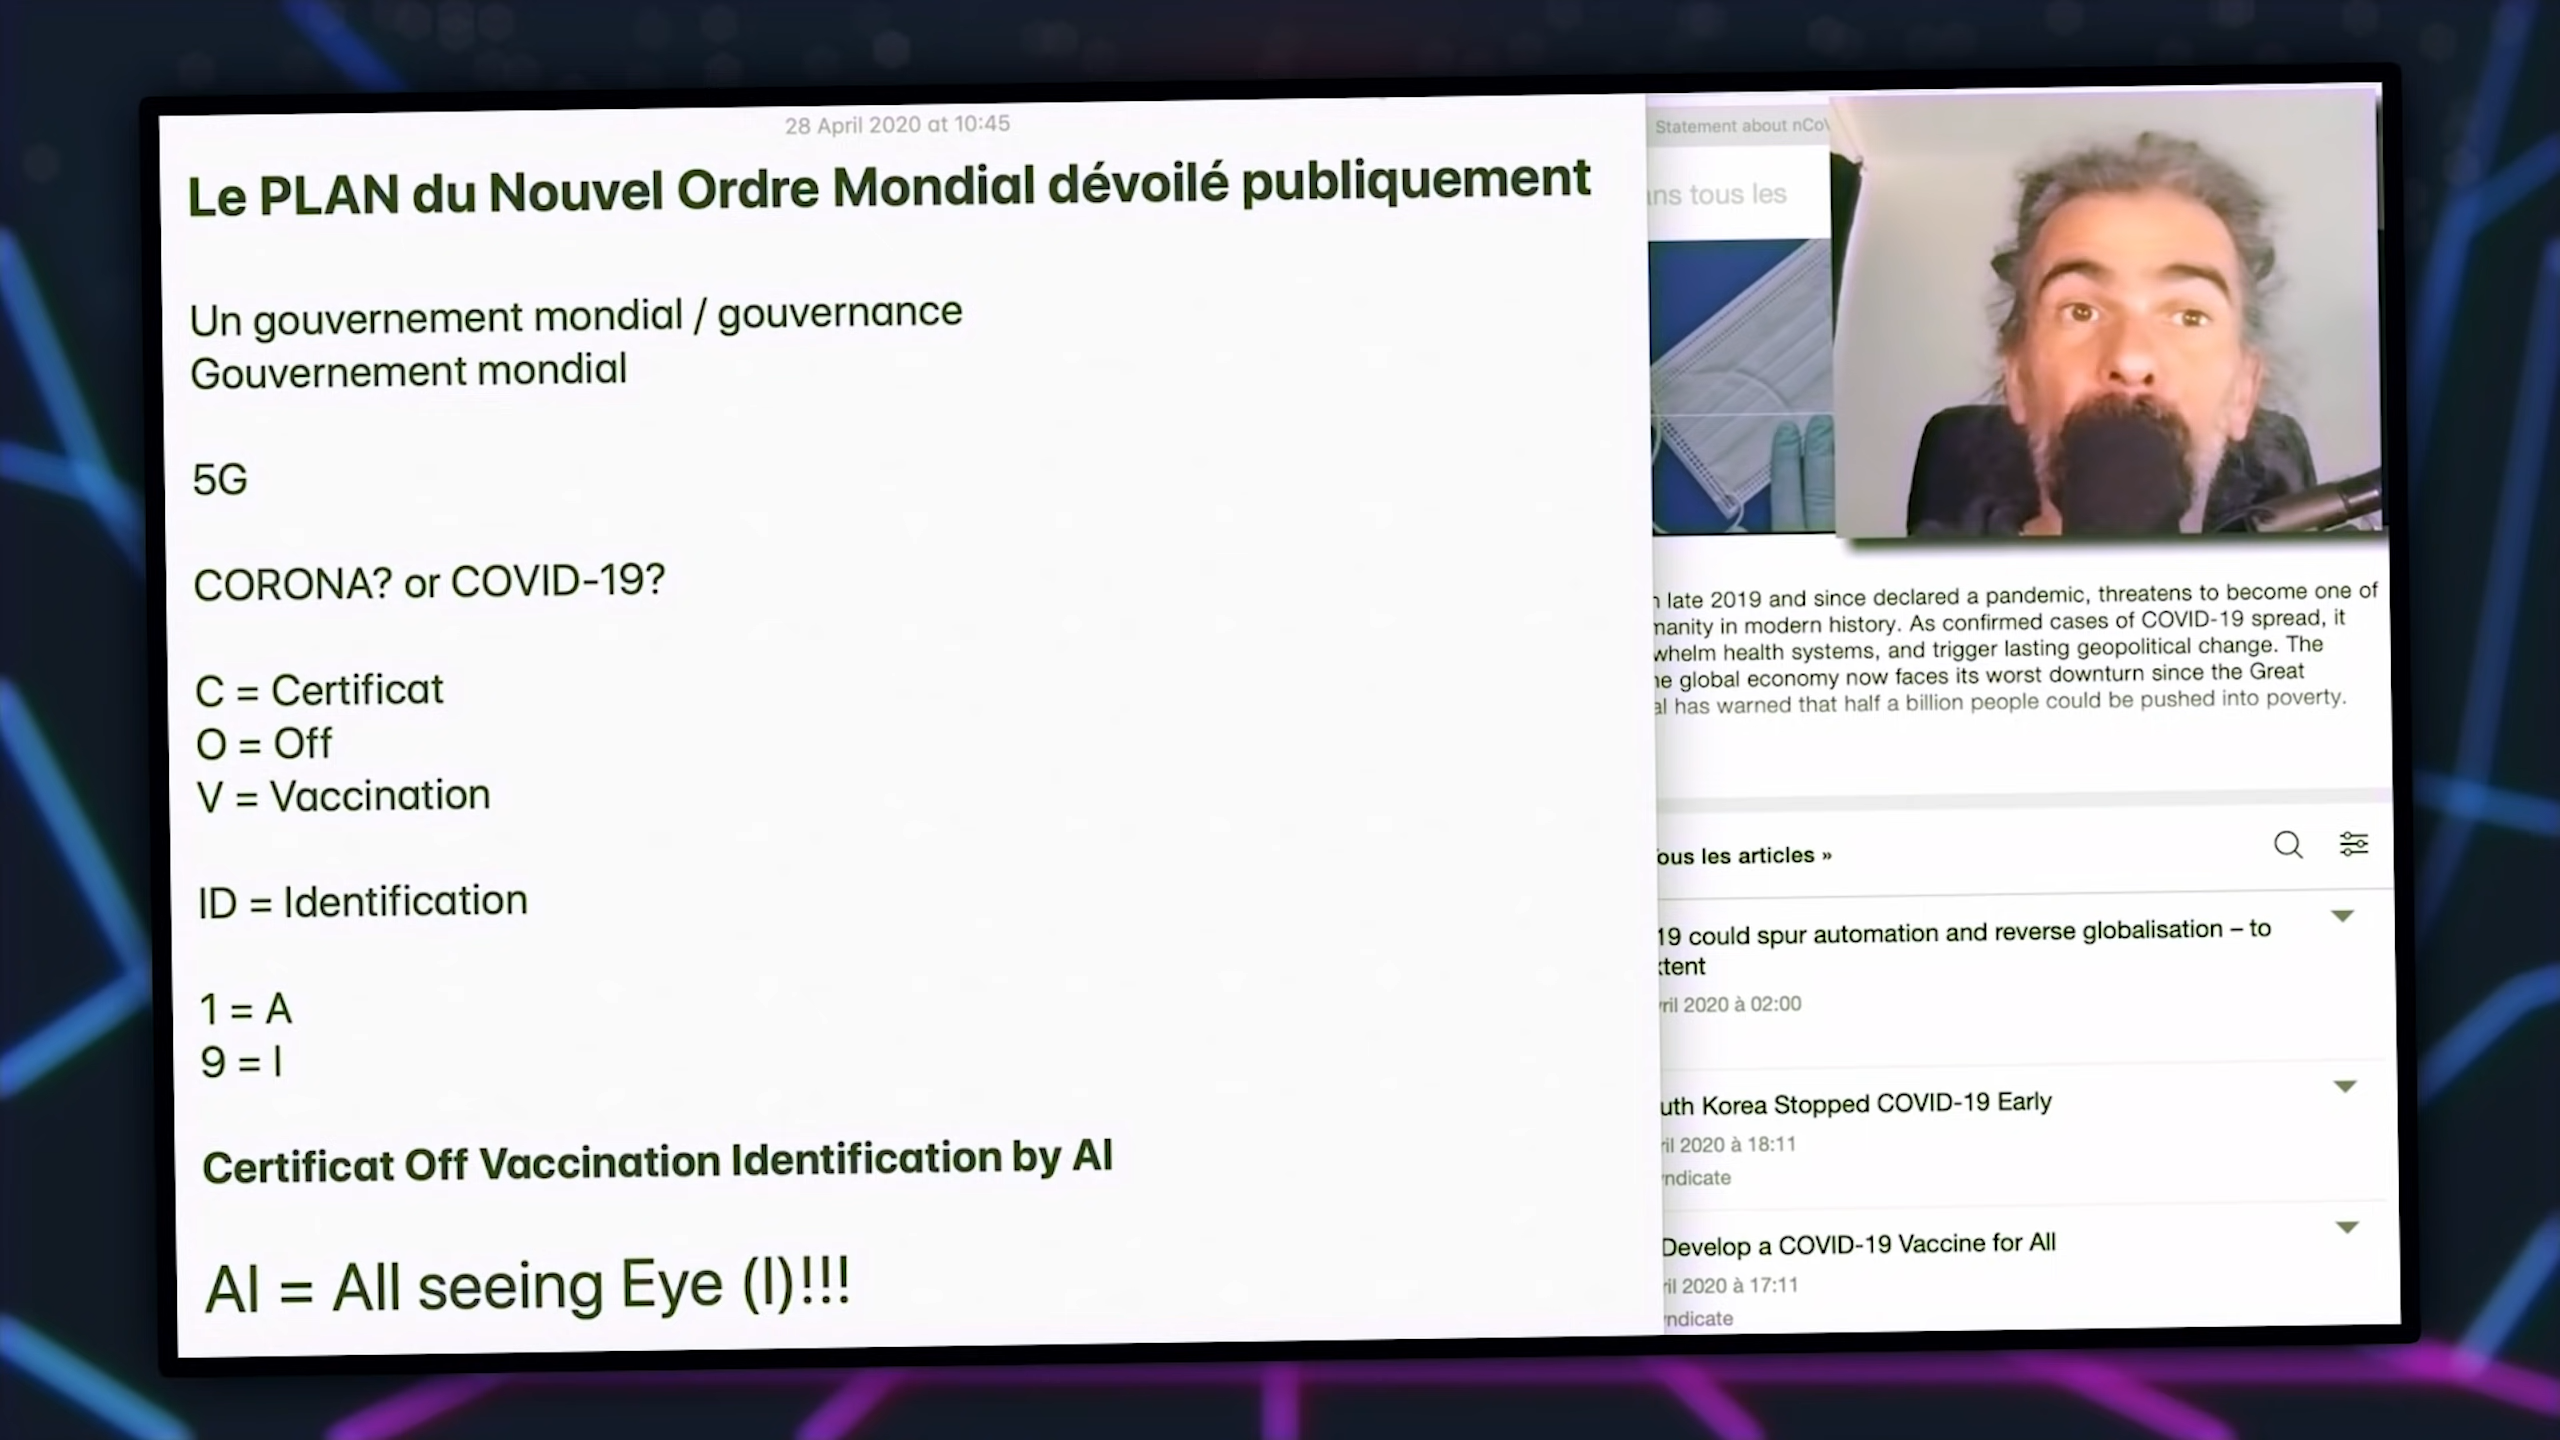 28 April 2020 at 10:45
Le PLAN du Nouvel Ordre Mondial dévoilé publiquement
Un gouvernement mondial / gouvernance
Gouvernement mondial
5G
CORONA? or COVID-19?
C = Certificat
O = Off
V = Vaccination
ID = Identification
1 = A
9 = I
Certificat Off Vaccination Identification by AI
AI = All seeing Eye (I)!!!
Statement about
tous les
late 2019 and since declared a pandemic, threatens to become one of
in modern history. As confirmed cases of COVID-19 spread, it
health systems, and trigger lasting geopolitical change. The
global economy now faces its worst downturn since the Great
has warned that half a billion people could be pushed into poverty.
les articles »
19 could spur automation and reverse globalisation – to
2020 à 02:00
Korea Stopped COVID-19 Early
2020 à 18:11
Develop a COVID-19 Vaccine for All
2020 à 17:11